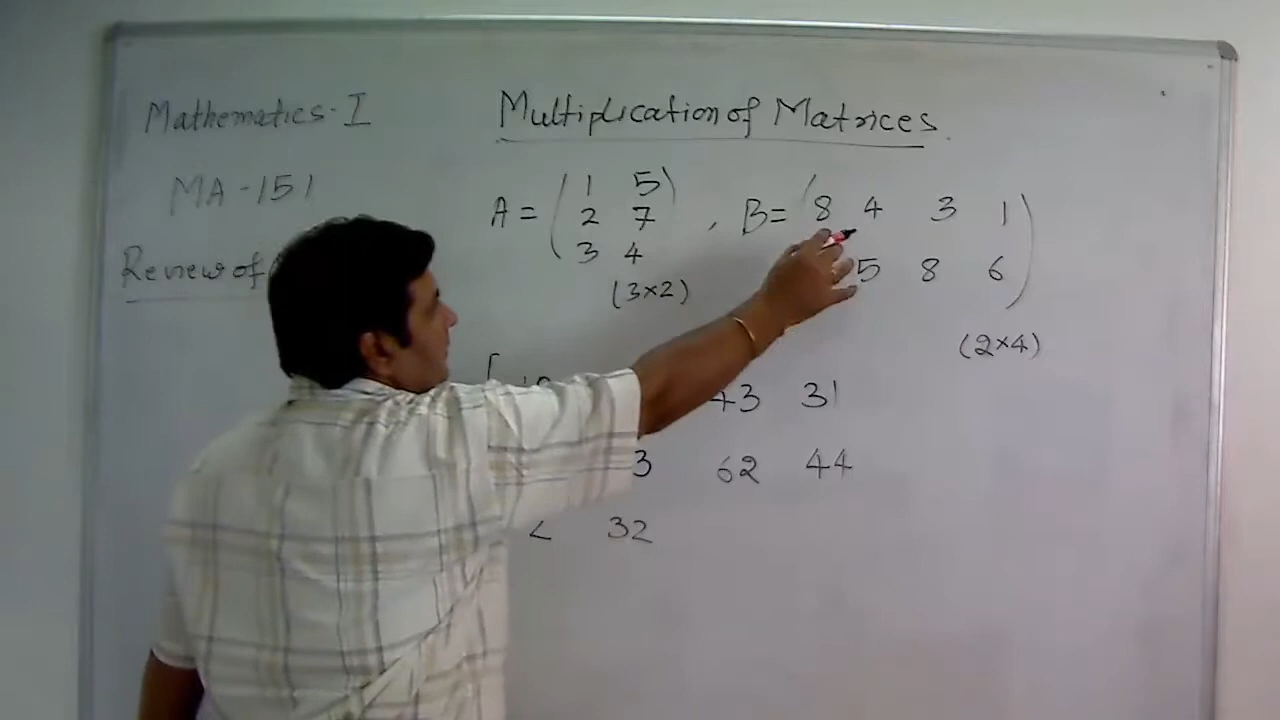 Mathematics-I
Multiplication of Matrices
MA-151
A = ( 1 5
2 7
3 4 )
(3×2)
, B = ( 8 4 3 1
5 8 6 )
(2×4)
Review of
43 31
3 62 44
2 32